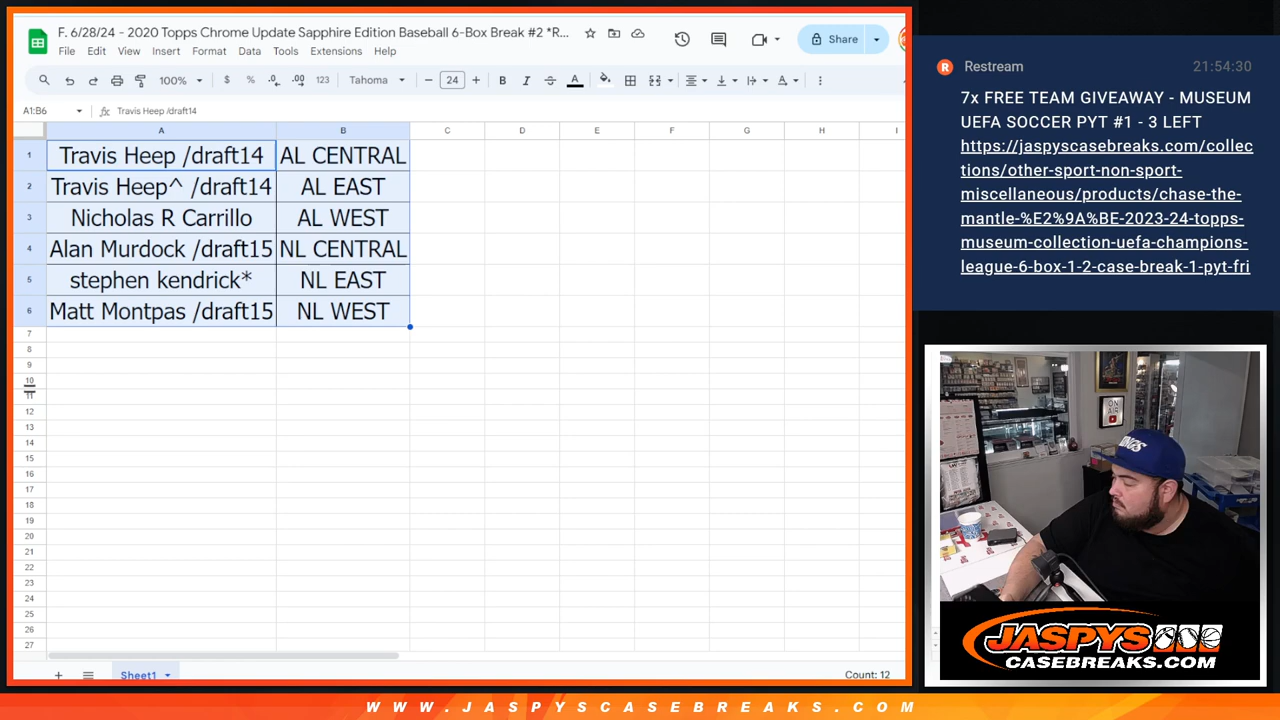 F. 6/28/24 - 2020 Topps Chrome Update Sapphire Edition Baseball 6-Box Break #2 *R...
File Edit View Insert Format Data Tools Extensions Help
Share
100% $ % .0 .00 123 Tahoma 24 B I A
A1:B6 fx Travis Heep /draft14
A B C D E F G H I
1 Travis Heep /draft14 AL CENTRAL
2 Travis Heep^ /draft14 AL EAST
3 Nicholas R Carrillo AL WEST
4 Alan Murdock /draft15 NL CENTRAL
5 stephen kendrick* NL EAST
6 Matt Montpas /draft15 NL WEST
7
8
9
10
11
12
13
14
15
16
17
18
19
20
21
22
23
24
25
26
27
Sheet1 Count: 12
Restream 21:54:30
7x FREE TEAM GIVEAWAY - MUSEUM
UEFA SOCCER PYT #1 - 3 LEFT
https://jaspyscasebreaks.com/collec
tions/other-sport-non-sport-
miscellaneous/products/chase-the-
mantle-%E2%9A%BE-2023-24-topps-
museum-collection-uefa-champions-
league-6-box-1-2-case-break-1-pyt-fri
ON AIR
KINGS
JASPYS
CASEBREAKS.COM
WWW.JASPYSCASEBREAKS.COM